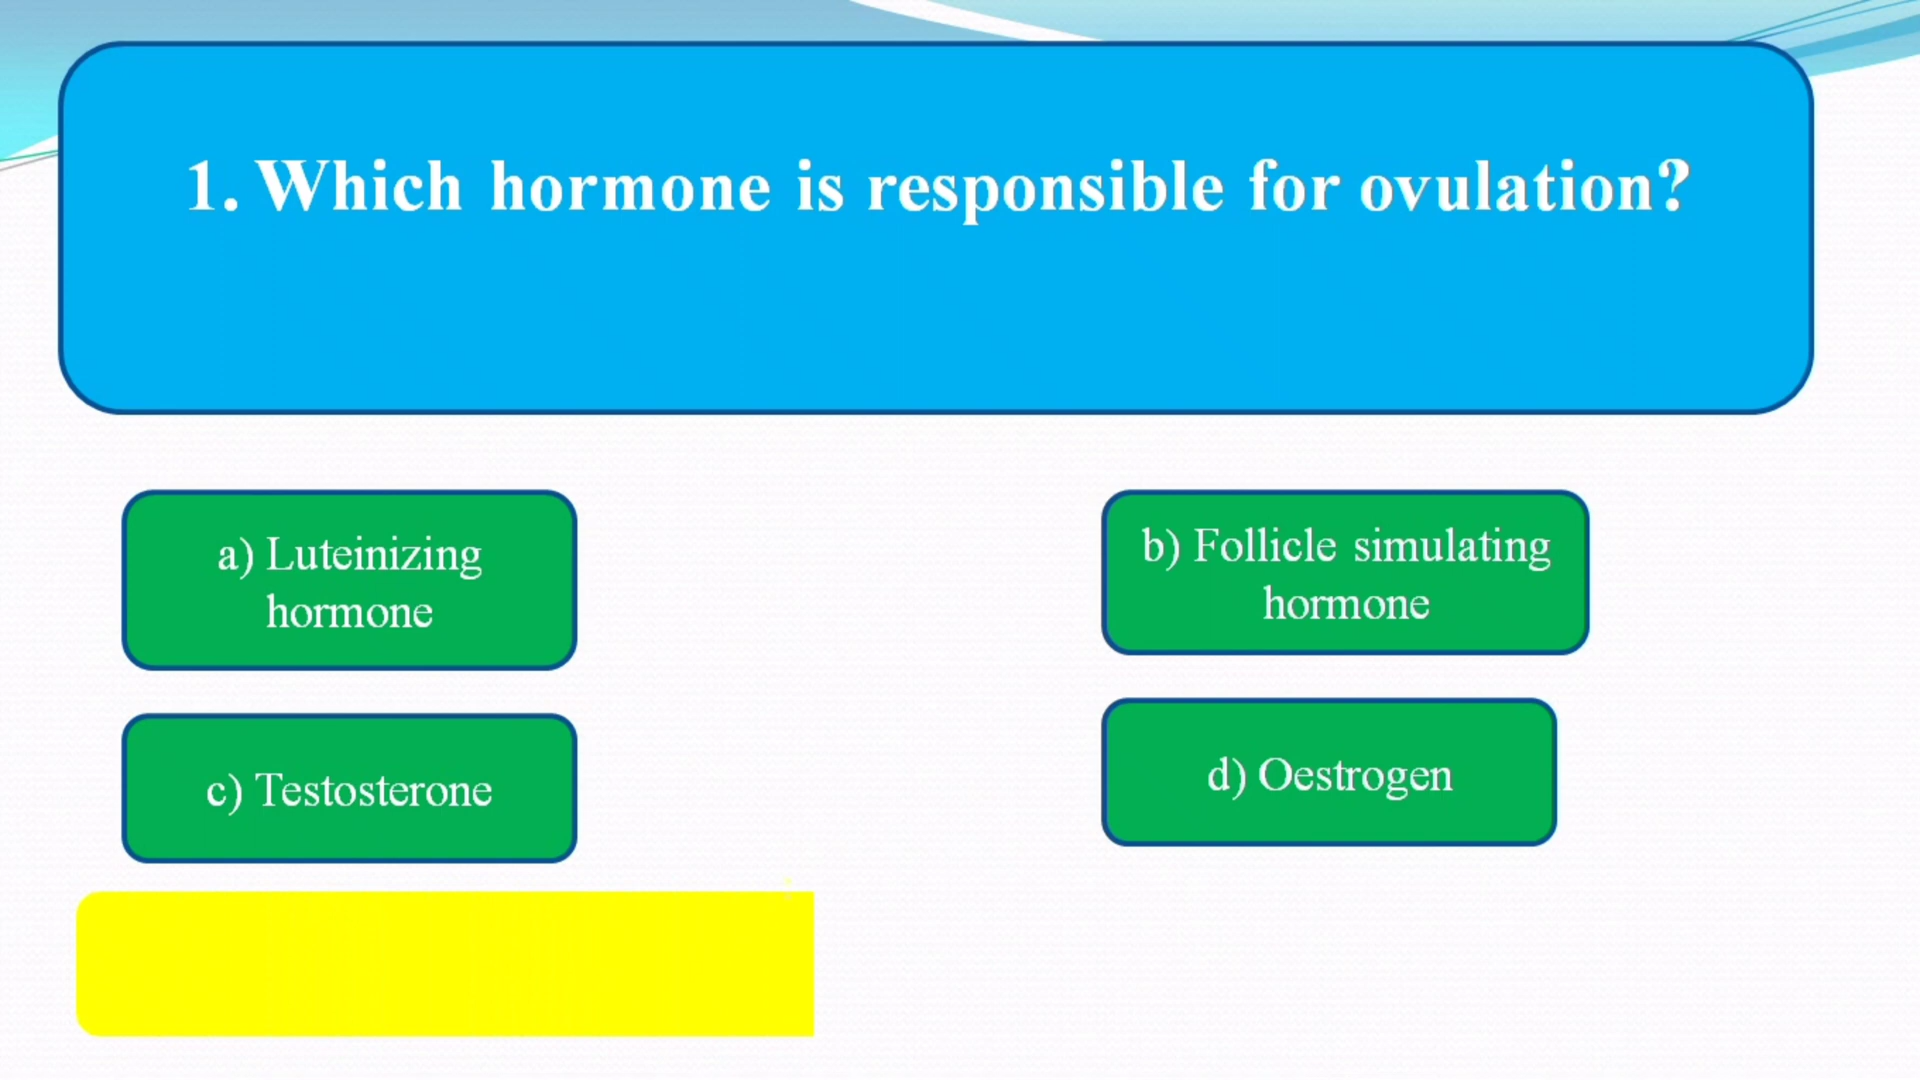 1. Which hormone is responsible for ovulation?
a) Luteinizing
hormone
b) Follicle simulating
hormone
c) Testosterone
d) Oestrogen